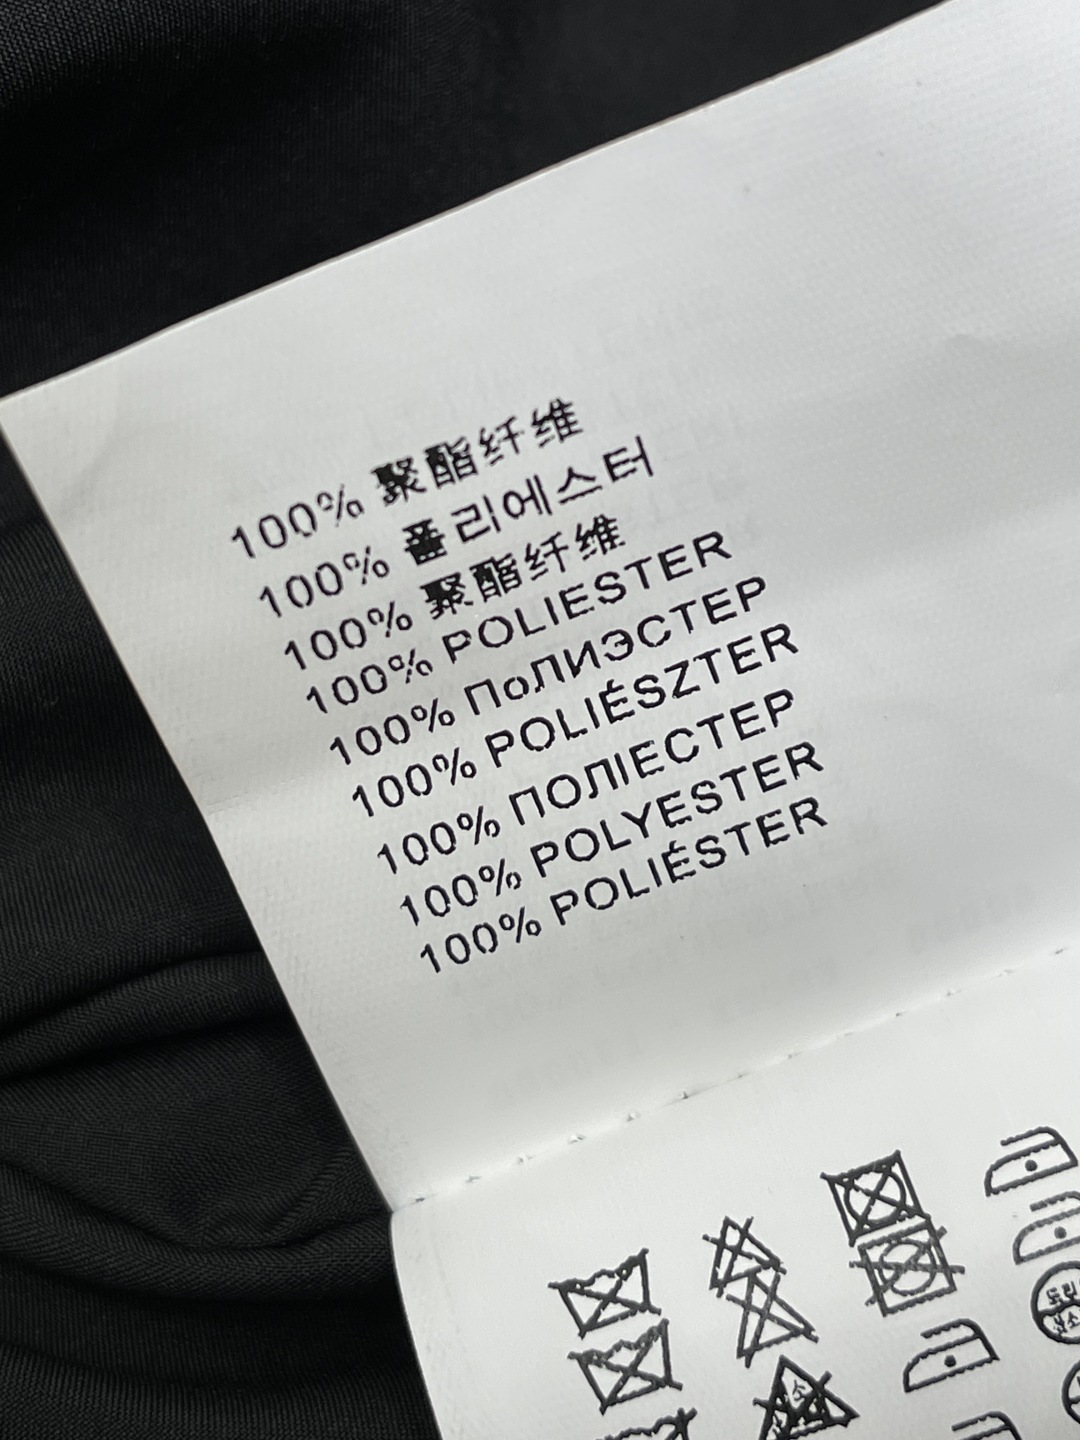 100% 聚酯纤维
100% 폴리에스터
100% 聚酯纤维
100% POLIESTER
100% ПоЛИЭСТЕР
100% POLIÉSZTER
100% ПОЛІЕСТЕР
100% POLYESTER
100% POLIÉSTER